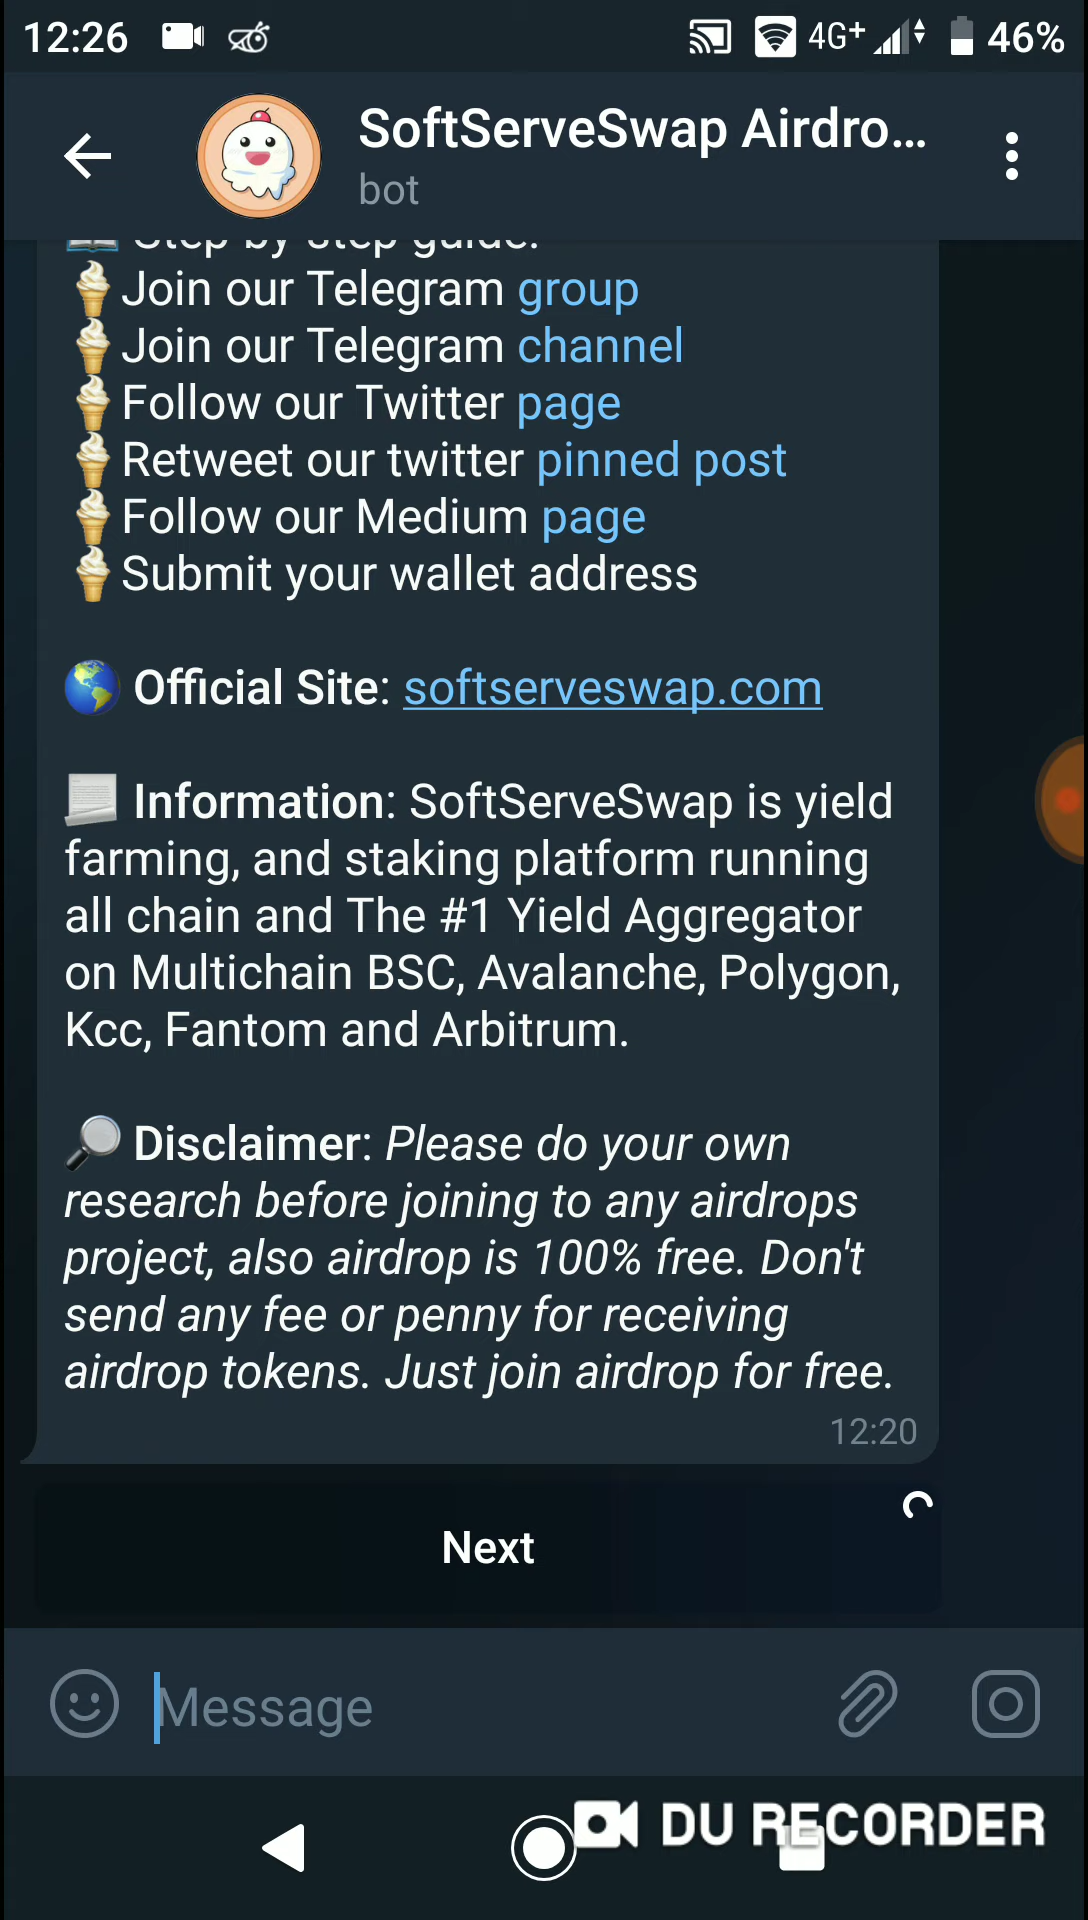 12:26 4G+ 46%
SoftServeSwap Airdro...
bot
Step by step guide:
Join our Telegram group
Join our Telegram channel
Follow our Twitter page
Retweet our twitter pinned post
Follow our Medium page
Submit your wallet address
Official Site: softserveswap.com
Information: SoftServeSwap is yield
farming, and staking platform running
all chain and The #1 Yield Aggregator
on Multichain BSC, Avalanche, Polygon,
Kcc, Fantom and Arbitrum.
Disclaimer: Please do your own
research before joining to any airdrops
project, also airdrop is 100% free. Don't
send any fee or penny for receiving
airdrop tokens. Just join airdrop for free.
12:20
Next
Message
DU RECORDER